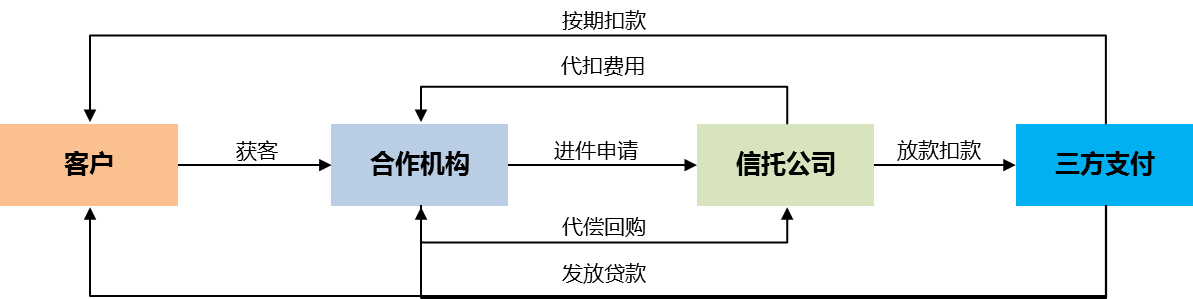 按期扣款
代扣费用
客户
获客
合作机构
进件申请
信托公司
放款扣款
三方支付
代偿回购
发放贷款